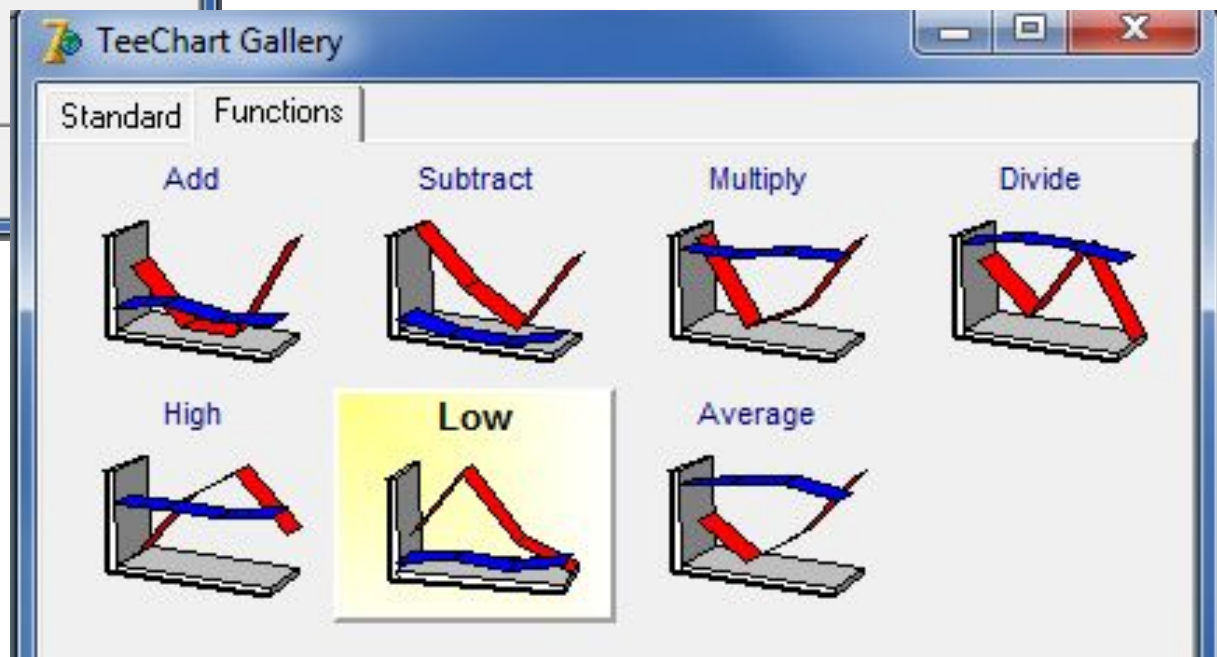 TeeChart Gallery
Standard Functions
Add Subtract Multiply Divide
High Low Average